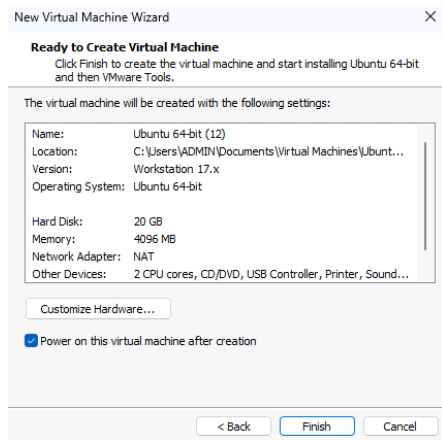 New Virtual Machine Wizard
Ready to Create Virtual Machine
Click Finish to create the virtual machine and start installing Ubuntu 64-bit
and then VMware Tools.
The virtual machine will be created with the following settings:
Name: Ubuntu 64-bit (12)
Location: C:\Users\ADMIN\Documents\Virtual Machines\Ubunt...
Version: Workstation 17.x
Operating System: Ubuntu 64-bit
Hard Disk: 20 GB
Memory: 4096 MB
Network Adapter: NAT
Other Devices: 2 CPU cores, CD/DVD, USB Controller, Printer, Sound...
Customize Hardware...
Power on this virtual machine after creation
< Back Finish Cancel